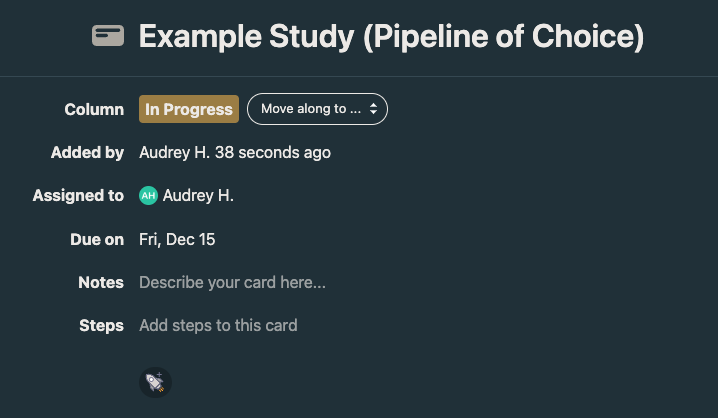 Example Study (Pipeline of Choice)
Column In Progress Move along to ...
Added by Audrey H. 38 seconds ago
Assigned to AH Audrey H.
Due on Fri, Dec 15
Notes Describe your card here...
Steps Add steps to this card